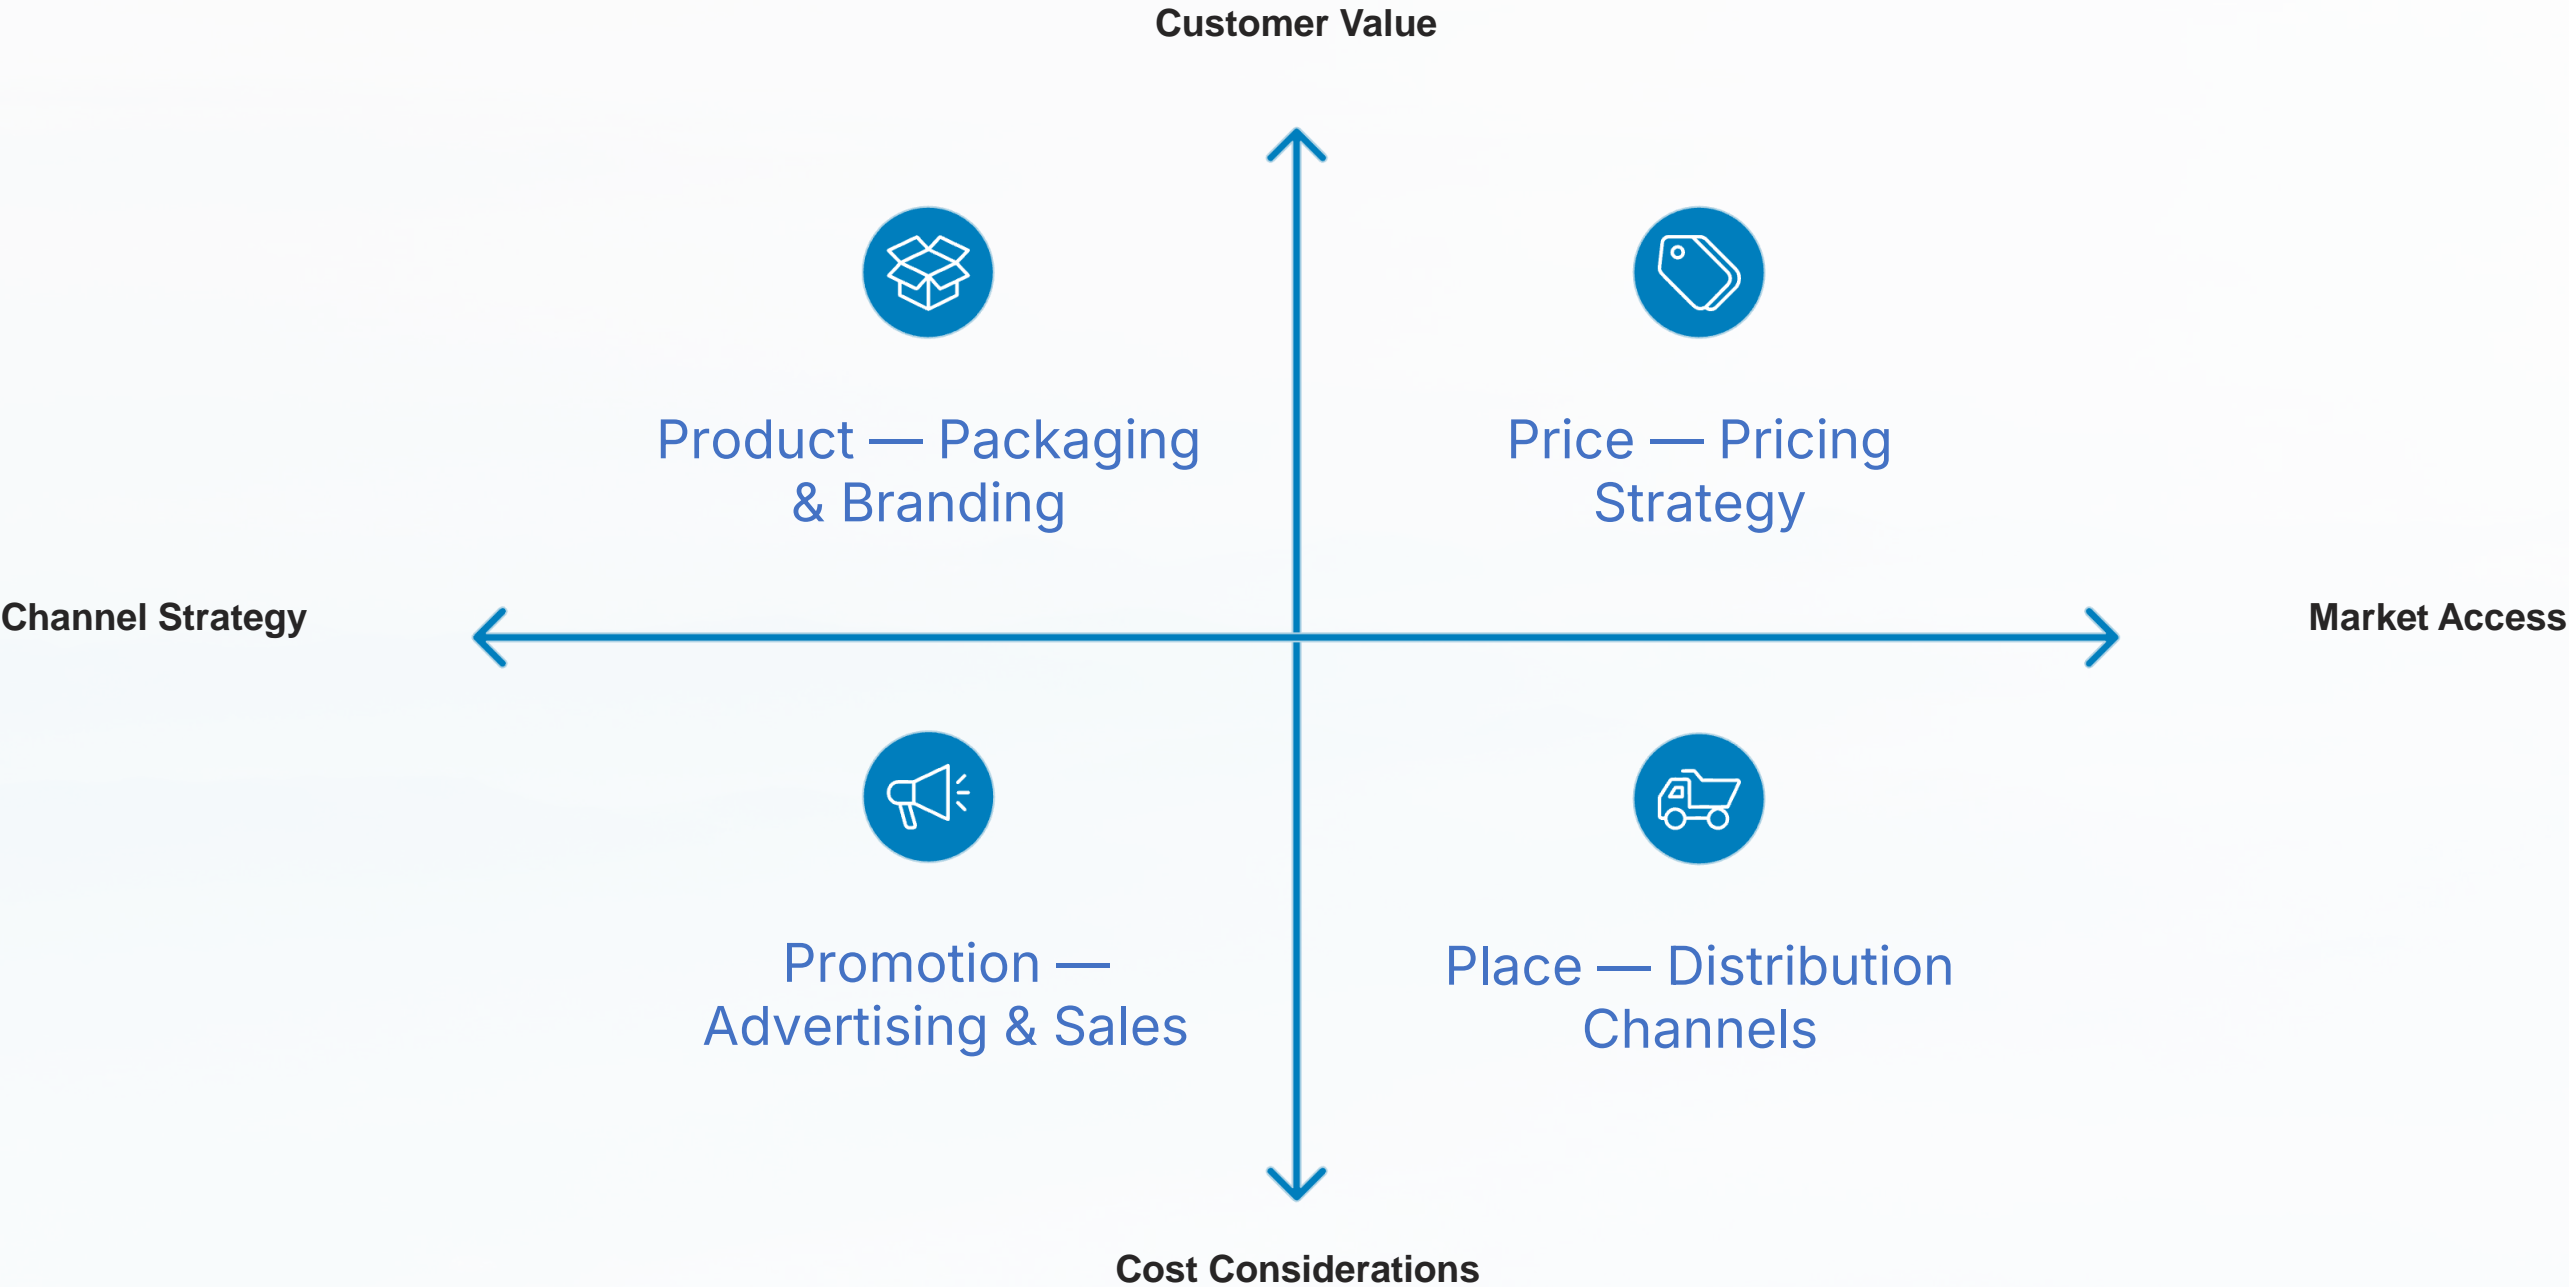 Customer Value
Product — Packaging
& Branding
Price — Pricing
Strategy
Channel Strategy
Market Access
Promotion —
Advertising & Sales
Place — Distribution
Channels
Cost Considerations